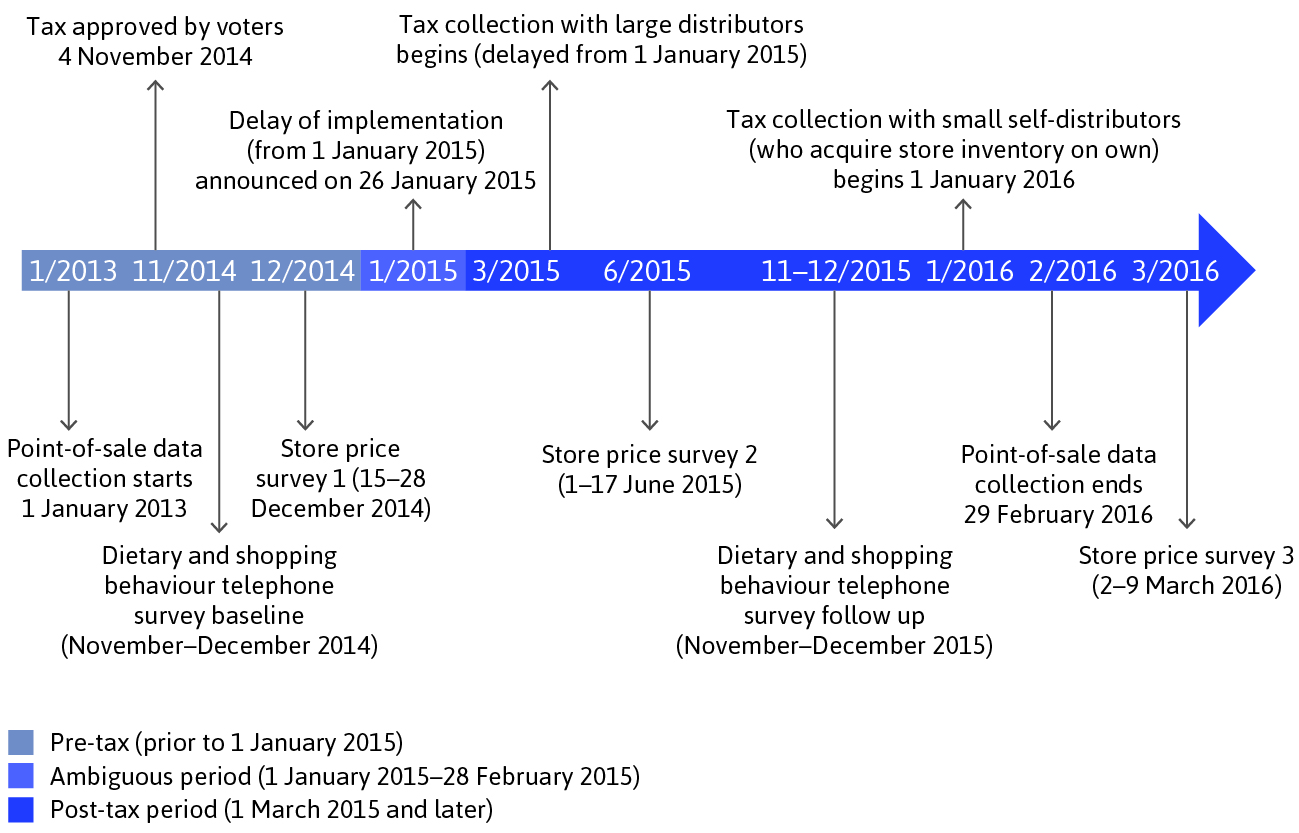 Tax approved by voters
4 November 2014
Tax collection with large distributors
begins (delayed from 1 January 2015)
Delay of implementation
(from 1 January 2015)
announced on 26 January 2015
Tax collection with small self-distributors
(who acquire store inventory on own)
begins 1 January 2016
1/2013 11/2014 12/2014 1/2015 3/2015 6/2015 11–12/2015 1/2016 2/2016 3/2016
Point-of-sale data
collection starts
1 January 2013
Dietary and shopping
behaviour telephone
survey baseline
(November–December 2014)
Store price
survey 1 (15–28
December 2014)
Store price survey 2
(1–17 June 2015)
Dietary and shopping
behaviour telephone
survey follow up
(November–December 2015)
Point-of-sale data
collection ends
29 February 2016
Store price survey 3
(2–9 March 2016)
Pre-tax (prior to 1 January 2015)
Ambiguous period (1 January 2015–28 February 2015)
Post-tax period (1 March 2015 and later)